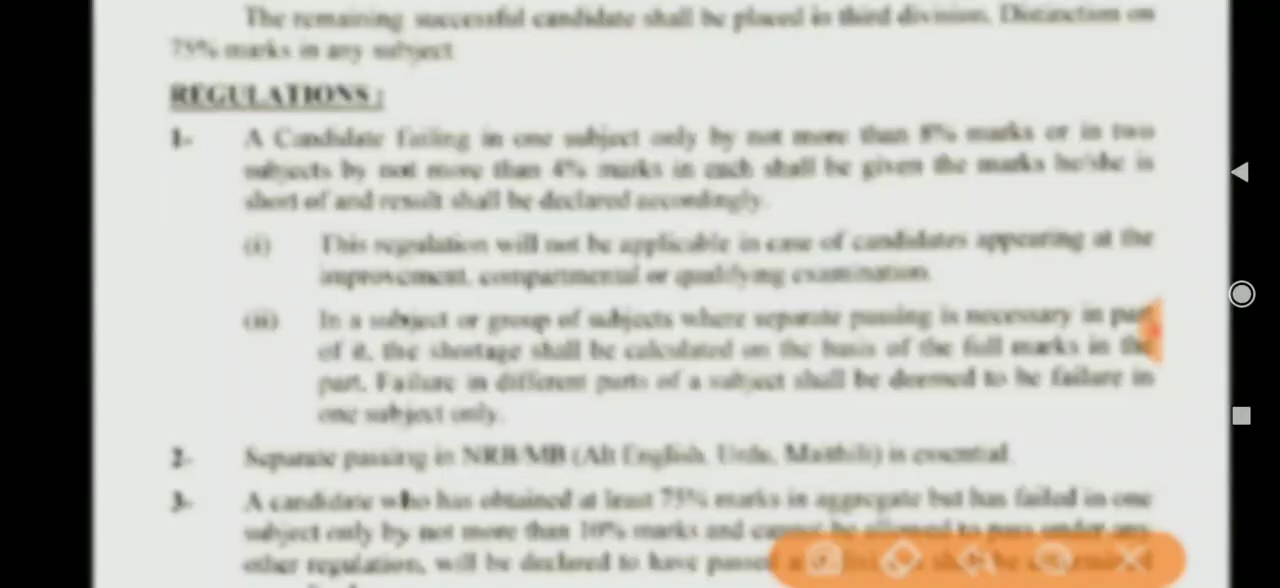 The remaining successful candidate shall be placed in third division. Distinction on
75% marks in any subject
REGULATIONS :
1- A Candidate failing in one subject only by not more than 8% marks or in two
subjects by not more than 4% marks in each shall be given the marks he/she is
short of and result shall be declared accordingly.
(i) This regulation will not be applicable in case of candidates appearing at the
improvement, compartmental or qualifying examination.
(ii) In a subject or group of subjects where separate passing is necessary in part
of it, the shortage shall be calculated on the basis of the full marks in the
part. Failure in different parts of a subject shall be deemed to be failure in
one subject only.
2- Separate passing in NRB/MB (Alt English, Urdu, Maithili) is essential.
3- A candidate who has obtained at least 75% marks in aggregate but has failed in one
subject only by not more than 10% marks and cannot be allowed to pass under any
other regulation, will be declared to have passed